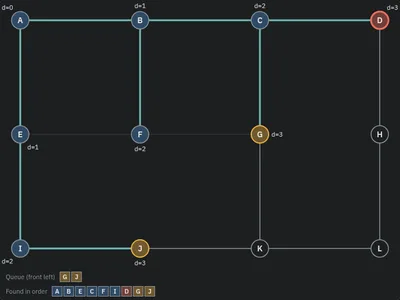 d=0
d=1
d=2
d=3
A
B
C
D
E
d=1
F
d=2
G
d=3
H
I
d=2
J
d=3
K
L
Queue (front left) G J
Found in order A B E C F I D G J